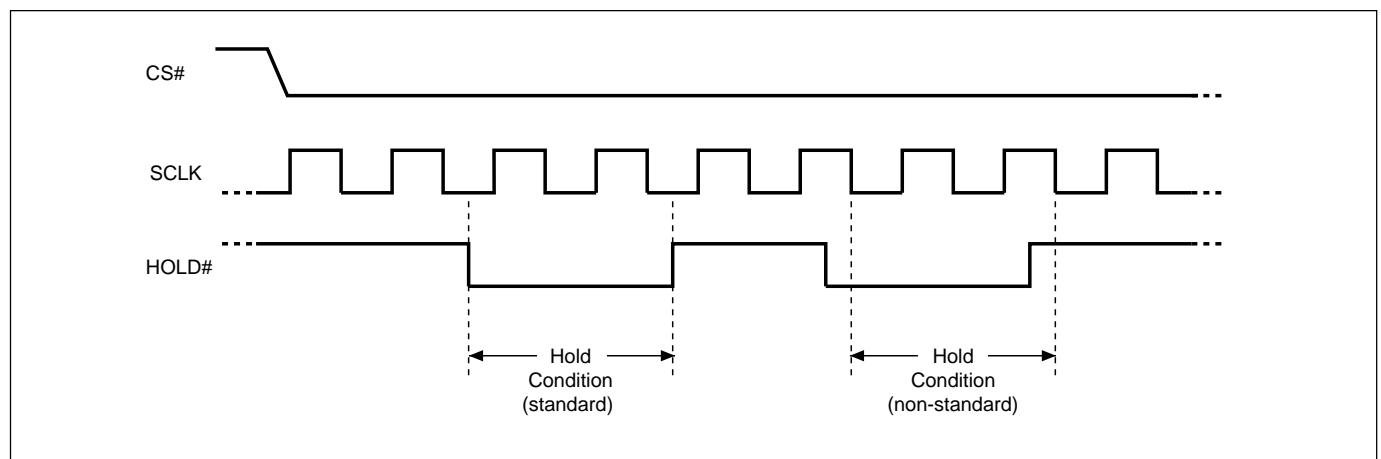 CS#
SCLK
HOLD#
Hold
Condition
(standard)
Hold
Condition
(non-standard)